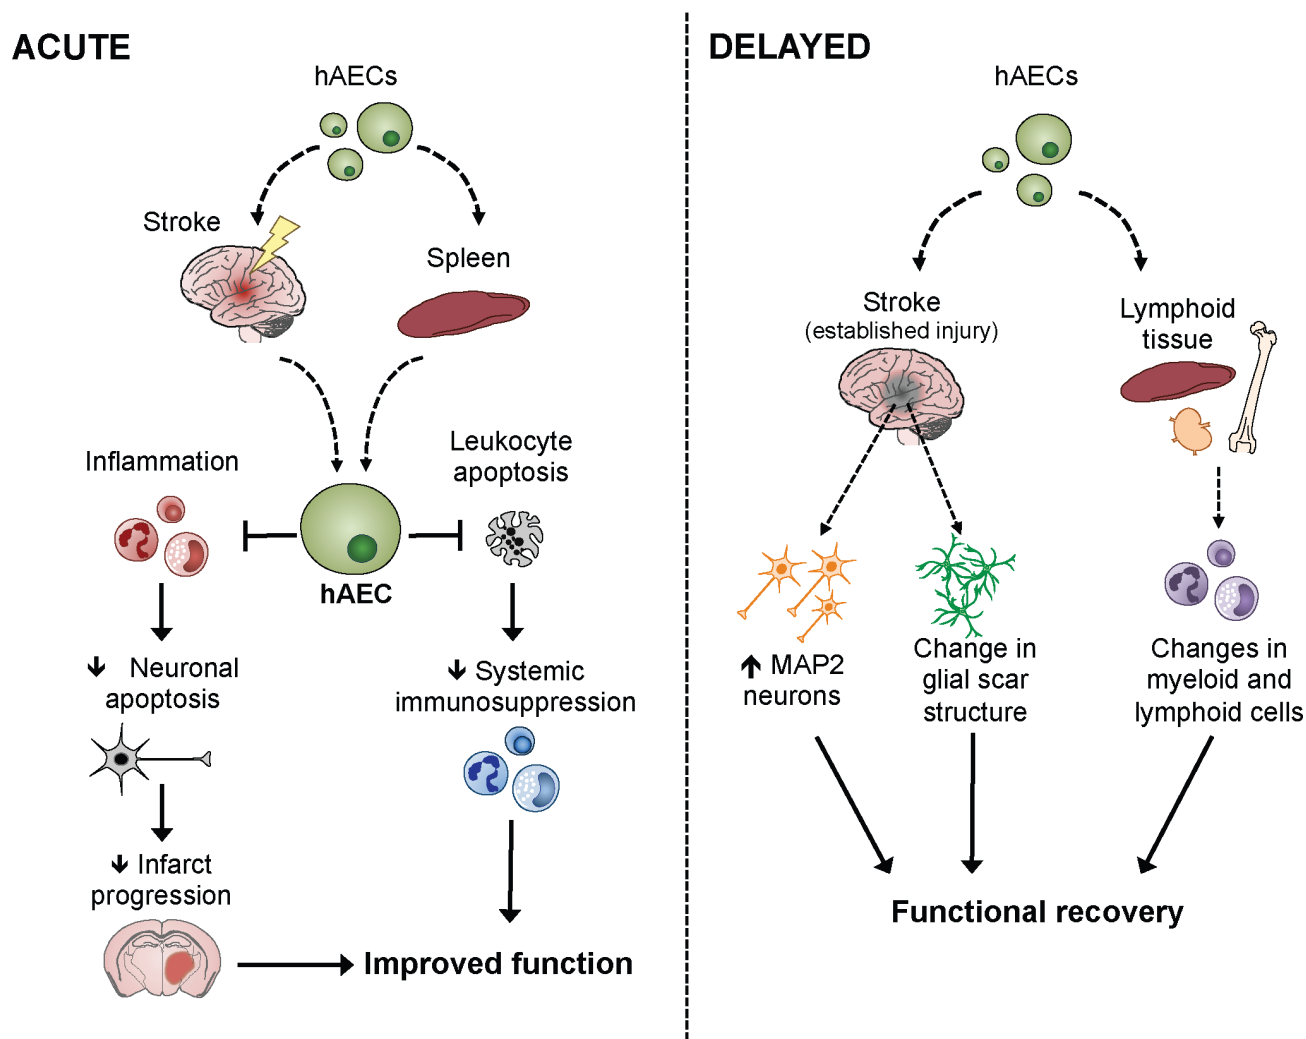 ACUTE
hAECs
Stroke
Spleen
Inflammation
Leukocyte
apoptosis
hAEC
↓ Neuronal
apoptosis
↓ Systemic
immunosuppression
↓ Infarct
progression
Improved function
DELAYED
hAECs
Stroke
(established injury)
Lymphoid
tissue
↑ MAP2
neurons
Change in
glial scar
structure
Changes in
myeloid and
lymphoid cells
Functional recovery